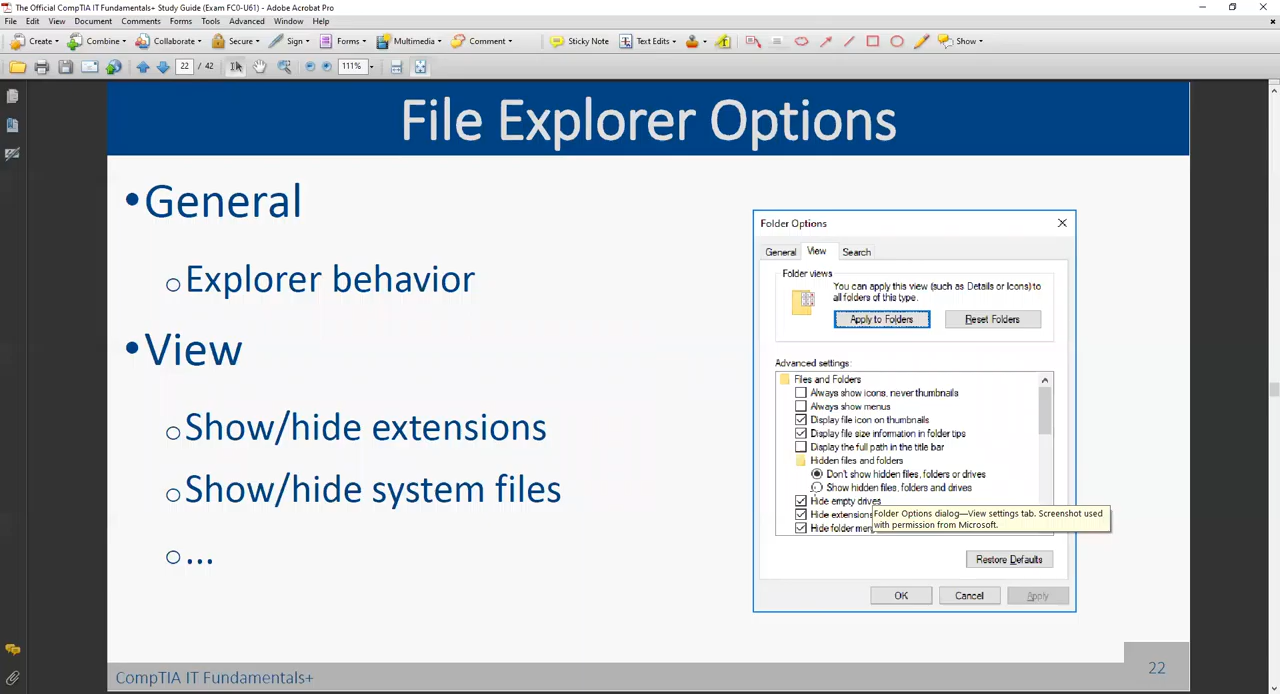 The Official CompTIA IT Fundamentals+ Study Guide (Exam FC0-U61) - Adobe Acrobat Pro
File Edit View Document Comments Forms Tools Advanced Window Help
Create Combine Collaborate Secure Sign Forms Multimedia Comment Sticky Note Text Edits Show
22 / 42 111%
File Explorer Options
•General
oExplorer behavior
•View
oShow/hide extensions
oShow/hide system files
o...
Folder Options
General View Search
Folder views
You can apply this view (such as Details or Icons) to
all folders of this type.
Apply to Folders Reset Folders
Advanced settings:
Files and Folders
Always show icons, never thumbnails
Always show menus
Display file icon on thumbnails
Display file size information in folder tips
Display the full path in the title bar
Hidden files and folders
Don't show hidden files, folders or drives
Show hidden files, folders and drives
Hide empty drives
Hide extensions
Hide folder
Folder Options dialog—View settings tab. Screenshot used
with permission from Microsoft.
Restore Defaults
OK Cancel Apply
CompTIA IT Fundamentals+
22